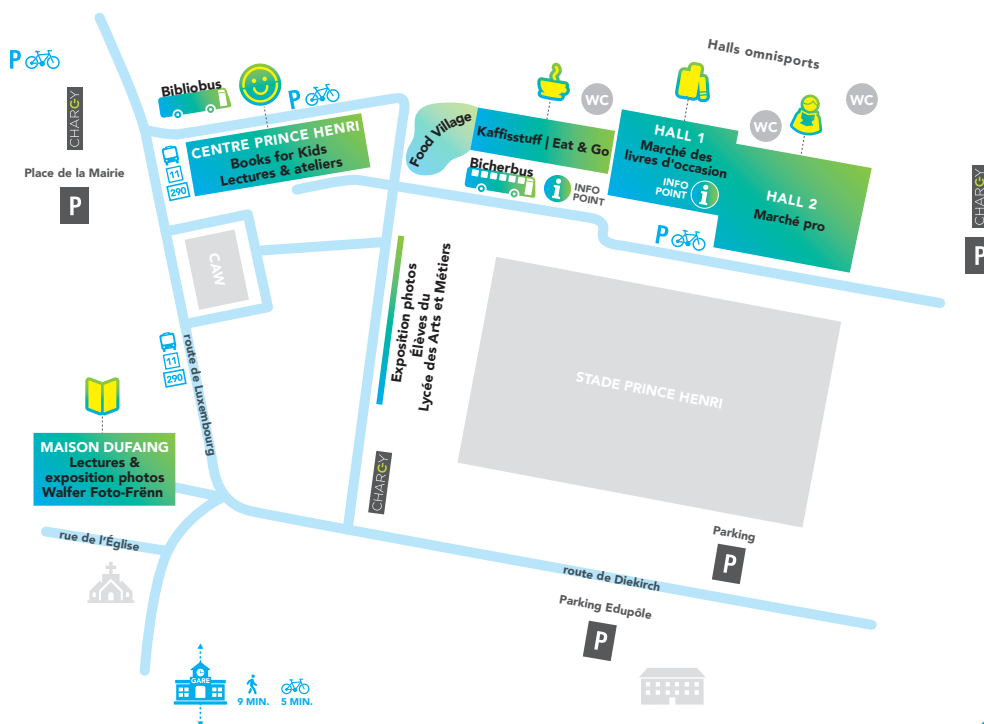 Halls omnisports
P
CHARGY
Place de la Mairie
P
Bibliobus
P
CENTRE PRINCE HENRI
Books for Kids
Lectures & ateliers
11
290
Food Village
WC
Kaffisstuff | Eat & Go
Bicherbus
INFO
POINT
HALL 1
Marché des
livres d'occasion
INFO
POINT
WC
WC
HALL 2
Marché pro
P
CHARGY
P
CAW
Exposition photos
Élèves du
Lycée des Arts et Métiers
STADE PRINCE HENRI
11
290
route de Luxembourg
MAISON DUFAING
Lectures &
exposition photos
Walfer Foto-Frënn
CHARGY
rue de l'Église
Parking
P
route de Diekirch
Parking Edupôle
P
GARE
9 MIN.
5 MIN.